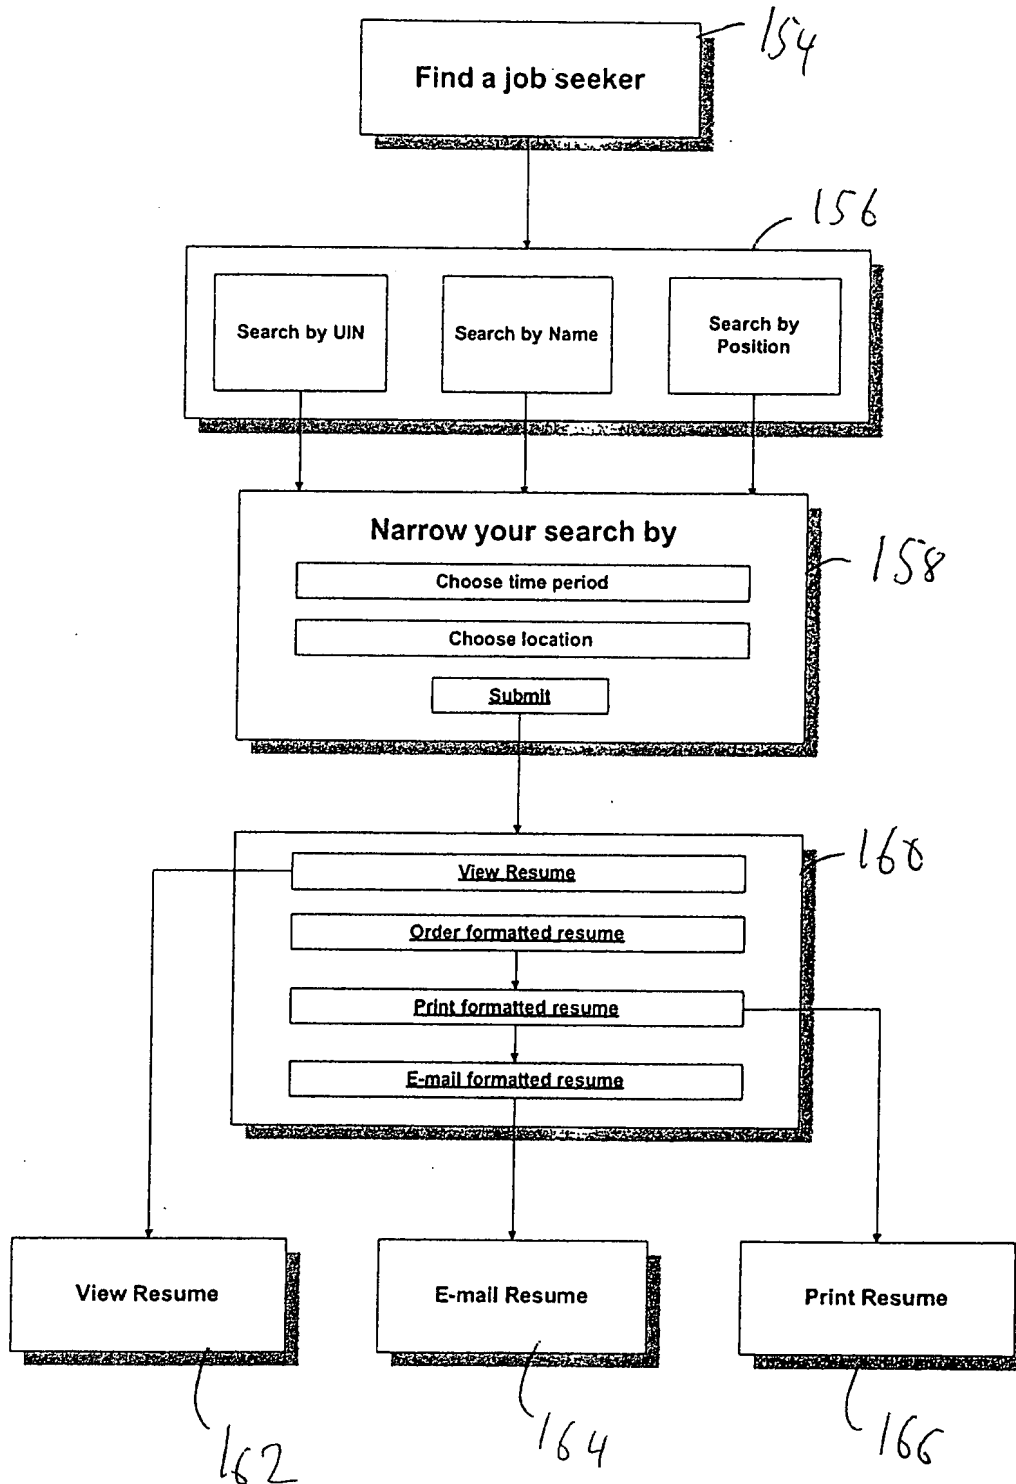 154
Find a job seeker
156
Search by UIN
Search by Name
Search by
Position
Narrow your search by
158
Choose time period
Choose location
Submit
160
View Resume
Order formatted resume
Print formatted resume
E-mail formatted resume
View Resume
E-mail Resume
Print Resume
162
164
166